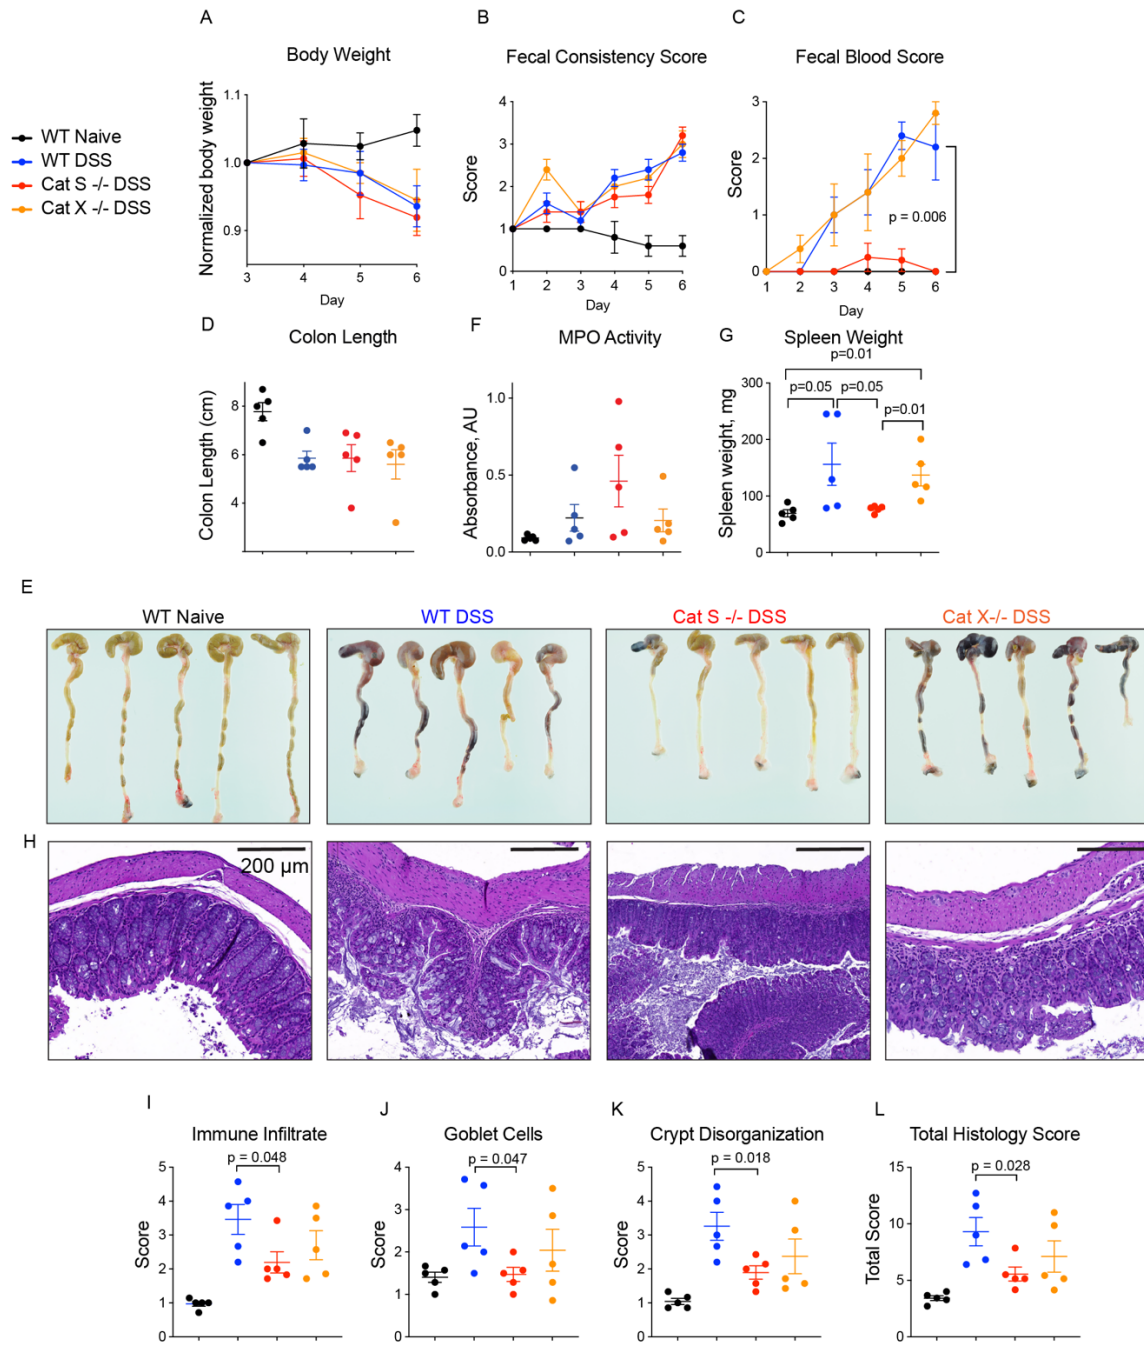 A
Body Weight
WT Naive
WT DSS
Cat S -/- DSS
Cat X -/- DSS
Normalized body weight
1.1
1.0
0.9
3 4 5 6
Day
B
Fecal Consistency Score
Score
4
3
2
1
0
1 2 3 4 5 6
Day
C
Fecal Blood Score
Score
3
2
1
0
p = 0.006
1 2 3 4 5 6
Day
D
Colon Length
Colon Length (cm)
8
6
4
F
MPO Activity
Absorbance, AU
1.0
0.5
0.0
G
Spleen Weight
p=0.01
p=0.05 p=0.05
p=0.01
Spleen weight, mg
300
200
100
0
E
WT Naive
WT DSS
Cat S -/- DSS
Cat X-/- DSS
H
200 µm
I
Immune Infiltrate
p = 0.048
Score
5
4
3
2
1
0
J
Goblet Cells
p = 0.047
Score
4
3
2
1
0
K
Crypt Disorganization
p = 0.018
Score
5
4
3
2
1
0
L
Total Histology Score
p = 0.028
Total Score
15
10
5
0